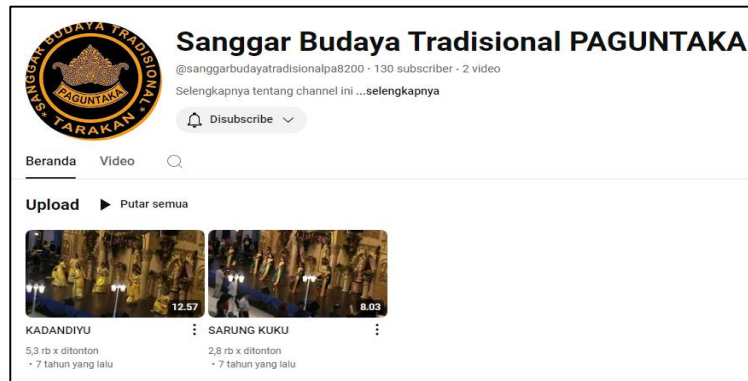 SANGGAR BUDAYA TRADISIONAL
PAGUNTAKA
* TARAKAN *
Sanggar Budaya Tradisional PAGUNTAKA
@sanggarbudayatradisionalpa8200 · 130 subscriber · 2 video
Selengkapnya tentang channel ini ...selengkapnya
Disubscribe
Beranda Video
Upload Putar semua
12.57 8.03
KADANDIYU SARUNG KUKU
5,3 rb x ditonton 2,8 rb x ditonton
• 7 tahun yang lalu • 7 tahun yang lalu